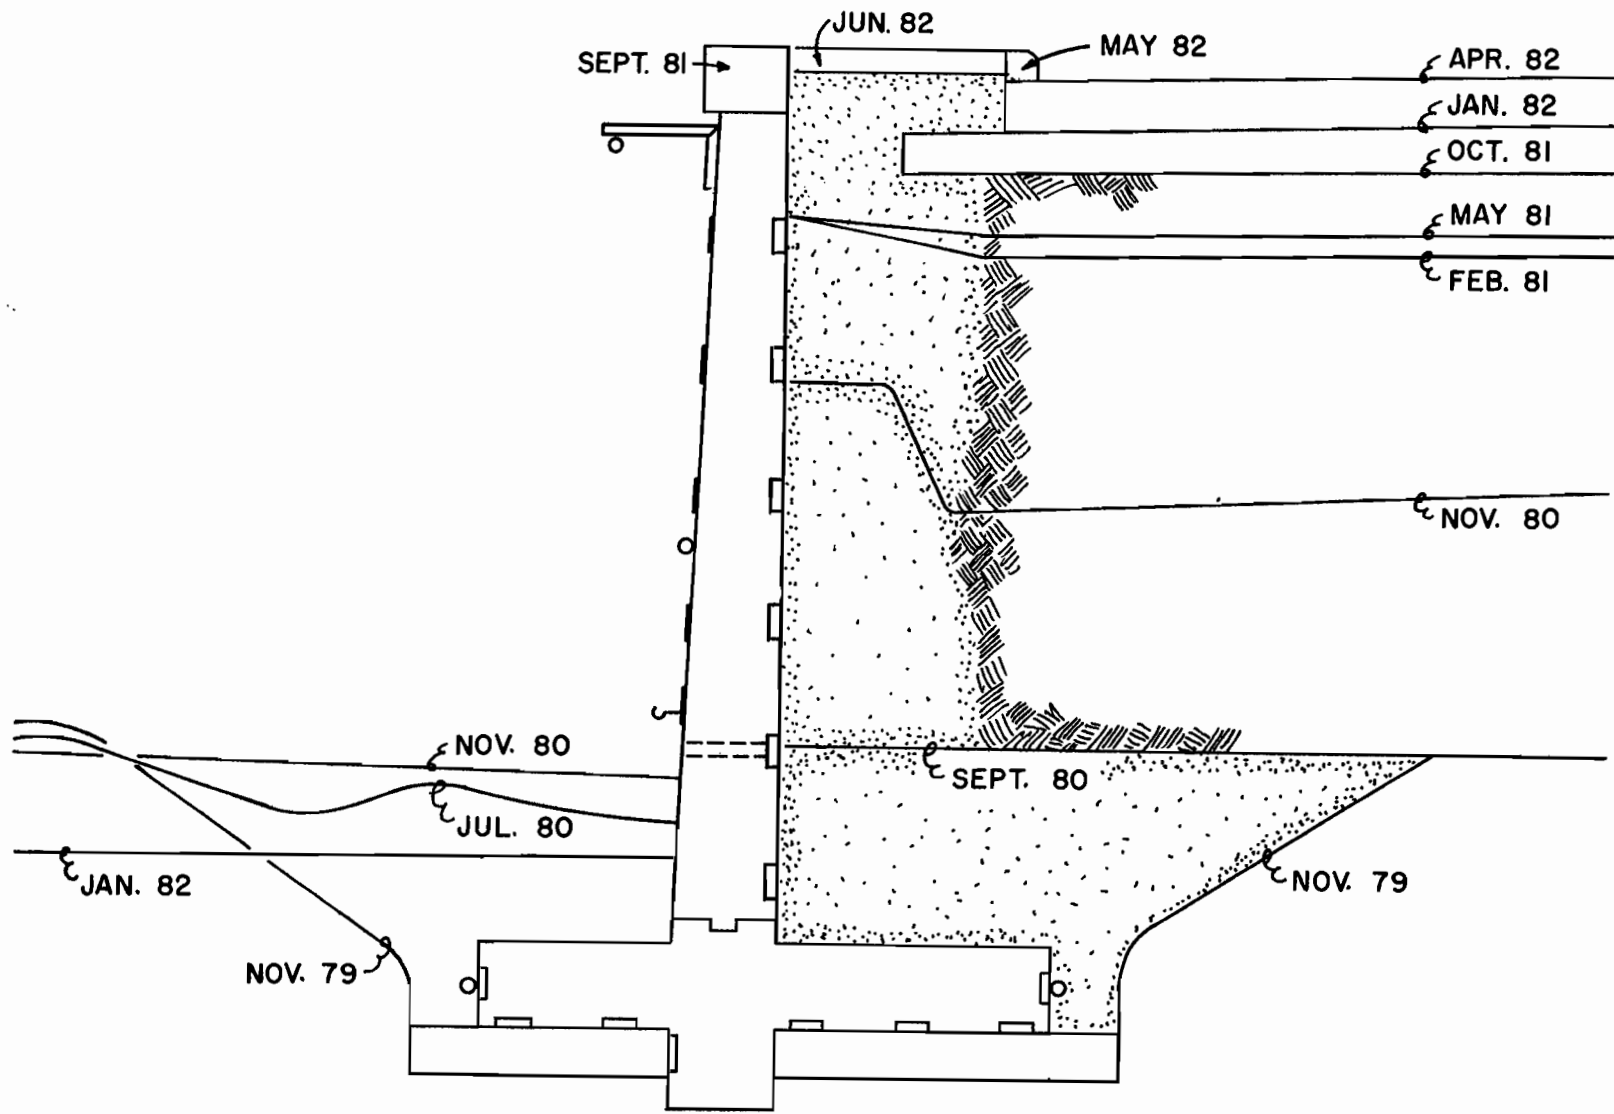 JUN. 82
MAY 82
SEPT. 81
APR. 82
JAN. 82
OCT. 81
MAY 81
FEB. 81
NOV. 80
NOV. 80
SEPT. 80
JUL. 80
JAN. 82
NOV. 79
NOV. 79